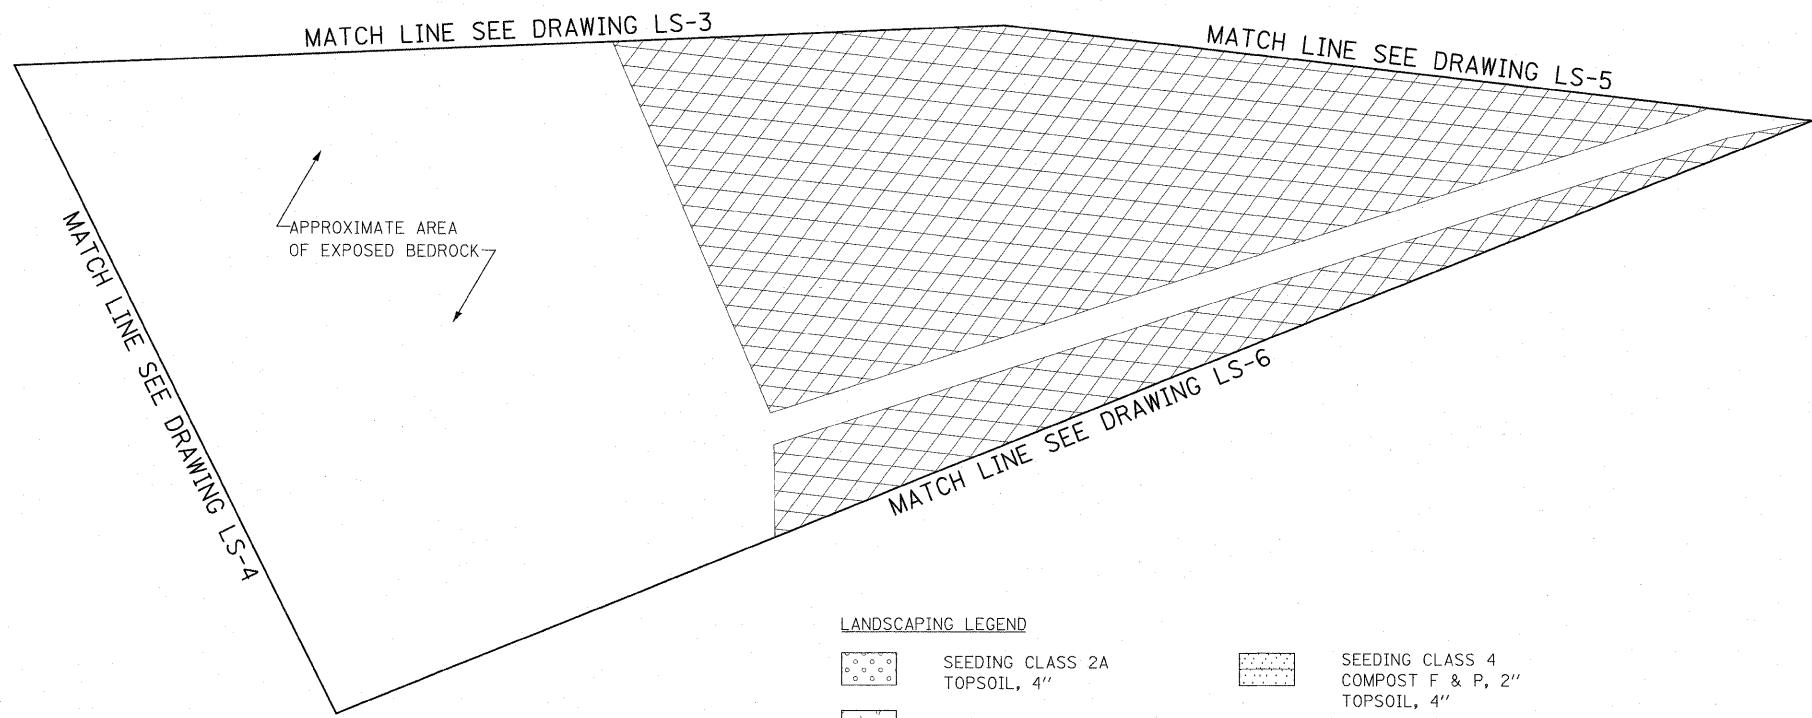 MATCH LINE SEE DRAWING LS-3
MATCH LINE SEE DRAWING LS-5
APPROXIMATE AREA
OF EXPOSED BEDROCK
MATCH LINE SEE DRAWING LS-4
MATCH LINE SEE DRAWING LS-6
LANDSCAPING LEGEND
SEEDING CLASS 2A
TOPSOIL, 4"
SEEDING CLASS 4
COMPOST F & P, 2"
TOPSOIL, 4"